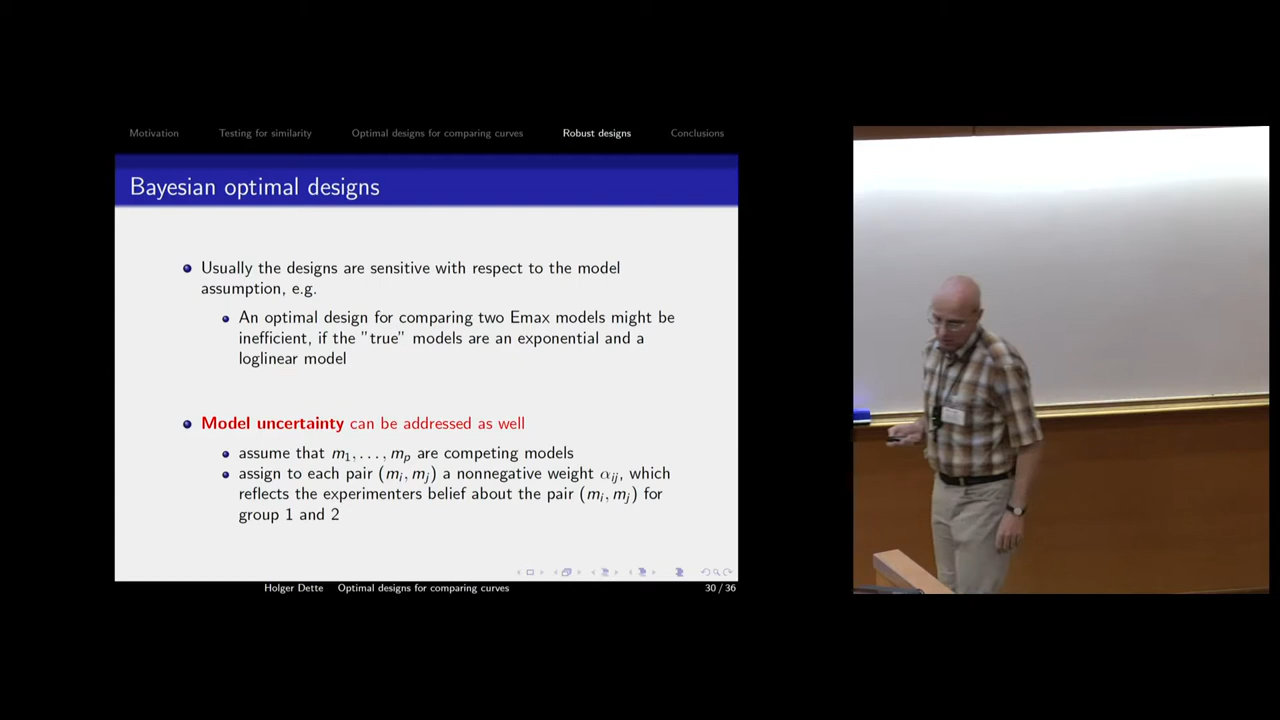 Motivation Testing for similarity Optimal designs for comparing curves Robust designs Conclusions
Bayesian optimal designs
Usually the designs are sensitive with respect to the model
assumption, e.g.
An optimal design for comparing two Emax models might be
inefficient, if the "true" models are an exponential and a
loglinear model
Model uncertainty can be addressed as well
assume that m₁, . . . , mₚ are competing models
assign to each pair (mᵢ, mⱼ) a nonnegative weight αᵢⱼ, which
reflects the experimenters belief about the pair (mᵢ, mⱼ) for
group 1 and 2
Holger Dette Optimal designs for comparing curves 30 / 36